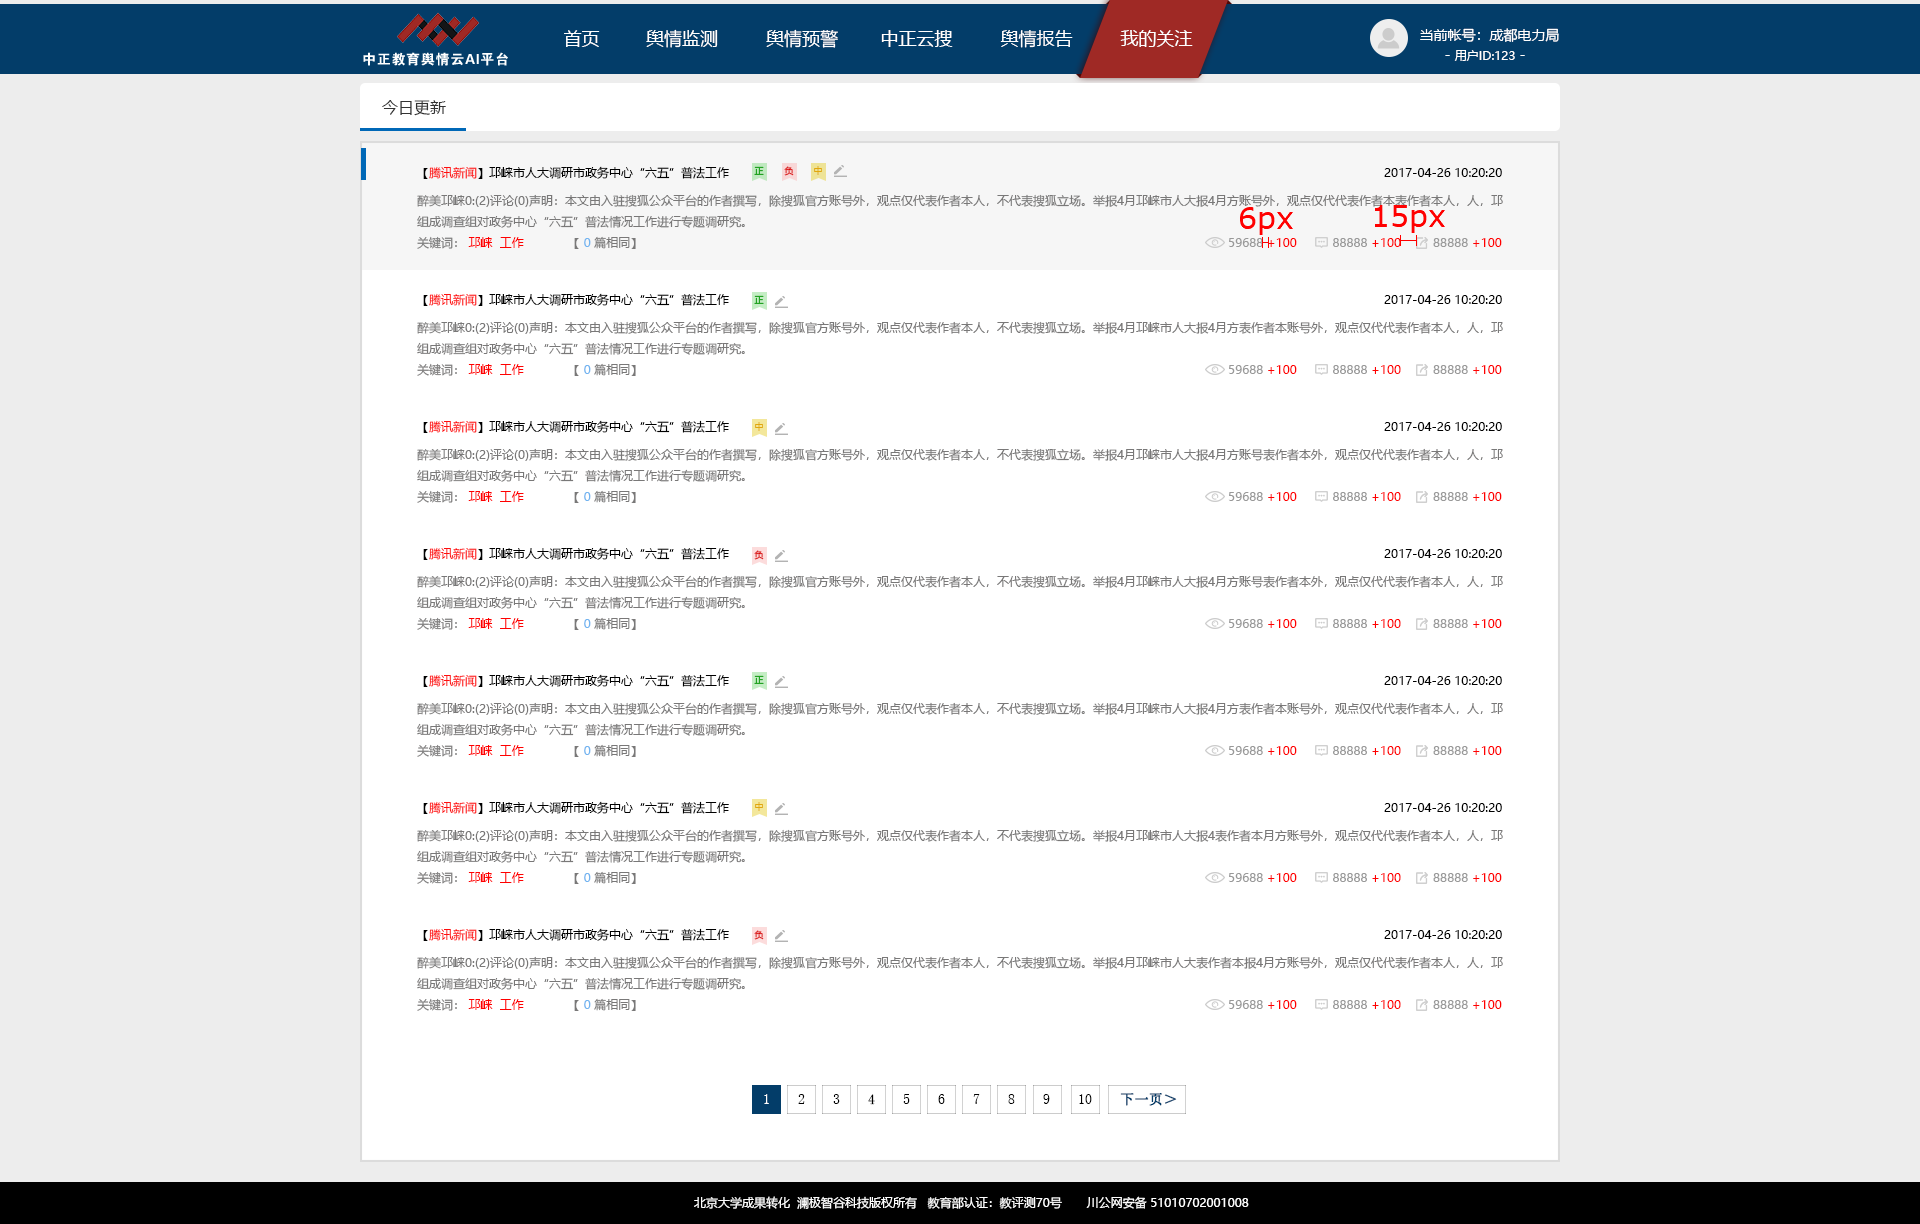 中正教育舆情云AI平台
首页 舆情监测 舆情预警 中正云搜 舆情报告 我的关注
当前帐号：成都电力局
- 用户ID:123 -
今日更新
【腾讯新闻】邛崃市人大调研市政务中心“六五”普法工作 正 负 中 2017-04-26 10:20:20
醉美邛崃0:(2)评论(0)声明：本文由入驻搜狐公众平台的作者撰写，除搜狐官方账号外，观点仅代表作者本人，不代表搜狐立场。举报4月邛崃市人大报4月方账号外，观点仅代代表作者本表作者本人，人，邛
组成调查组对政务中心“六五”普法情况工作进行专题调研究。
6px 15px
关键词： 邛崃 工作 【 0 篇相同】 59688 +100 88888 +100 88888 +100
【腾讯新闻】邛崃市人大调研市政务中心“六五”普法工作 正 2017-04-26 10:20:20
醉美邛崃0:(2)评论(0)声明：本文由入驻搜狐公众平台的作者撰写，除搜狐官方账号外，观点仅代表作者本人，不代表搜狐立场。举报4月邛崃市人大报4月方表作者本账号外，观点仅代代表作者本人，人，邛
组成调查组对政务中心“六五”普法情况工作进行专题调研究。
关键词： 邛崃 工作 【 0 篇相同】 59688 +100 88888 +100 88888 +100
【腾讯新闻】邛崃市人大调研市政务中心“六五”普法工作 中 2017-04-26 10:20:20
醉美邛崃0:(2)评论(0)声明：本文由入驻搜狐公众平台的作者撰写，除搜狐官方账号外，观点仅代表作者本人，不代表搜狐立场。举报4月邛崃市人大报4月方账号表作者本外，观点仅代代表作者本人，人，邛
组成调查组对政务中心“六五”普法情况工作进行专题调研究。
关键词： 邛崃 工作 【 0 篇相同】 59688 +100 88888 +100 88888 +100
【腾讯新闻】邛崃市人大调研市政务中心“六五”普法工作 负 2017-04-26 10:20:20
醉美邛崃0:(2)评论(0)声明：本文由入驻搜狐公众平台的作者撰写，除搜狐官方账号外，观点仅代表作者本人，不代表搜狐立场。举报4月邛崃市人大报4月方账号表作者本外，观点仅代代表作者本人，人，邛
组成调查组对政务中心“六五”普法情况工作进行专题调研究。
关键词： 邛崃 工作 【 0 篇相同】 59688 +100 88888 +100 88888 +100
【腾讯新闻】邛崃市人大调研市政务中心“六五”普法工作 正 2017-04-26 10:20:20
醉美邛崃0:(2)评论(0)声明：本文由入驻搜狐公众平台的作者撰写，除搜狐官方账号外，观点仅代表作者本人，不代表搜狐立场。举报4月邛崃市人大报4月方表作者本账号外，观点仅代代表作者本人，人，邛
组成调查组对政务中心“六五”普法情况工作进行专题调研究。
关键词： 邛崃 工作 【 0 篇相同】 59688 +100 88888 +100 88888 +100
【腾讯新闻】邛崃市人大调研市政务中心“六五”普法工作 中 2017-04-26 10:20:20
醉美邛崃0:(2)评论(0)声明：本文由入驻搜狐公众平台的作者撰写，除搜狐官方账号外，观点仅代表作者本人，不代表搜狐立场。举报4月邛崃市人大报4表作者本月方账号外，观点仅代代表作者本人，人，邛
组成调查组对政务中心“六五”普法情况工作进行专题调研究。
关键词： 邛崃 工作 【 0 篇相同】 59688 +100 88888 +100 88888 +100
【腾讯新闻】邛崃市人大调研市政务中心“六五”普法工作 负 2017-04-26 10:20:20
醉美邛崃0:(2)评论(0)声明：本文由入驻搜狐公众平台的作者撰写，除搜狐官方账号外，观点仅代表作者本人，不代表搜狐立场。举报4月邛崃市人大表作者本报4月方账号外，观点仅代代表作者本人，人，邛
组成调查组对政务中心“六五”普法情况工作进行专题调研究。
关键词： 邛崃 工作 【 0 篇相同】 59688 +100 88888 +100 88888 +100
1 2 3 4 5 6 7 8 9 10 下一页>
北京大学成果转化 澜极智谷科技版权所有 教育部认证：教评测70号 川公网安备 51010702001008